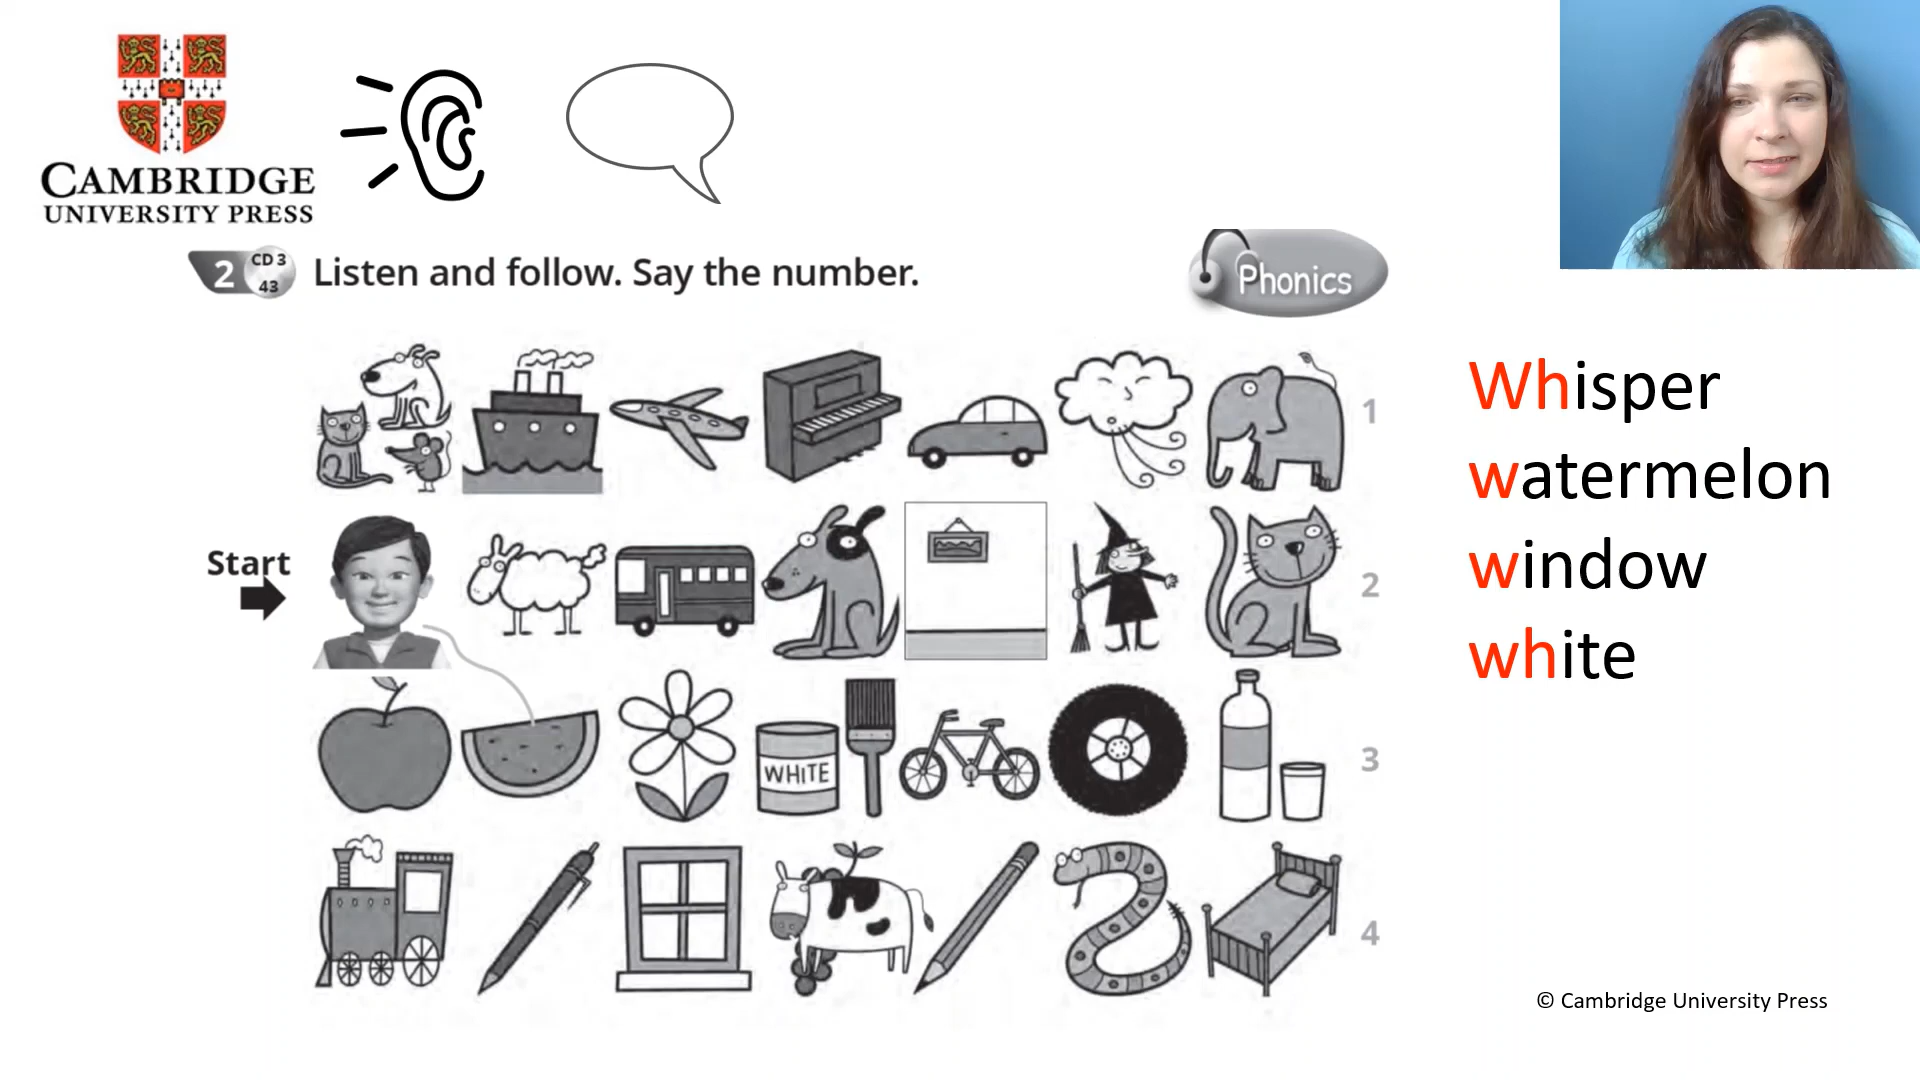 CAMBRIDGE
UNIVERSITY PRESS
2 CD 3
43
Listen and follow. Say the number.
Phonics
1
Start
2
WHITE
3
4
Whisper
watermelon
window
white
© Cambridge University Press